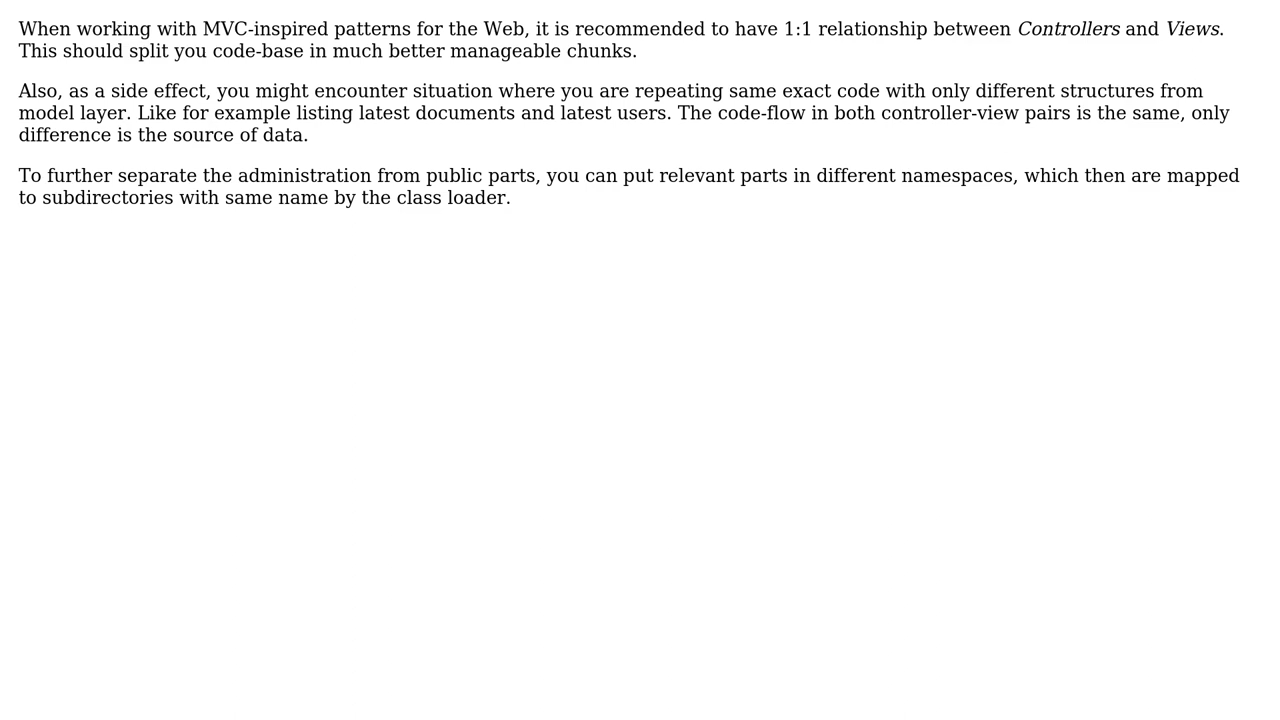 When working with MVC-inspired patterns for the Web, it is recommended to have 1:1 relationship between Controllers and Views.
This should split you code-base in much better manageable chunks.
Also, as a side effect, you might encounter situation where you are repeating same exact code with only different structures from
model layer. Like for example listing latest documents and latest users. The code-flow in both controller-view pairs is the same, only
difference is the source of data.
To further separate the administration from public parts, you can put relevant parts in different namespaces, which then are mapped
to subdirectories with same name by the class loader.